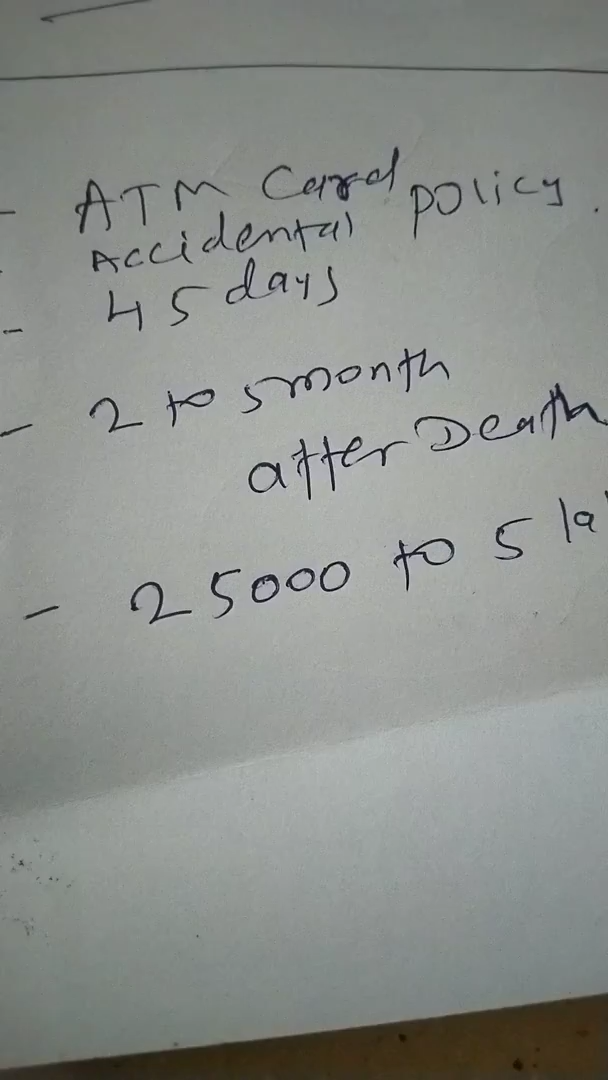 - ATM Card
Accidental policy.
- 45 days
- 2 to 5 month
after Death
- 25000 to 5